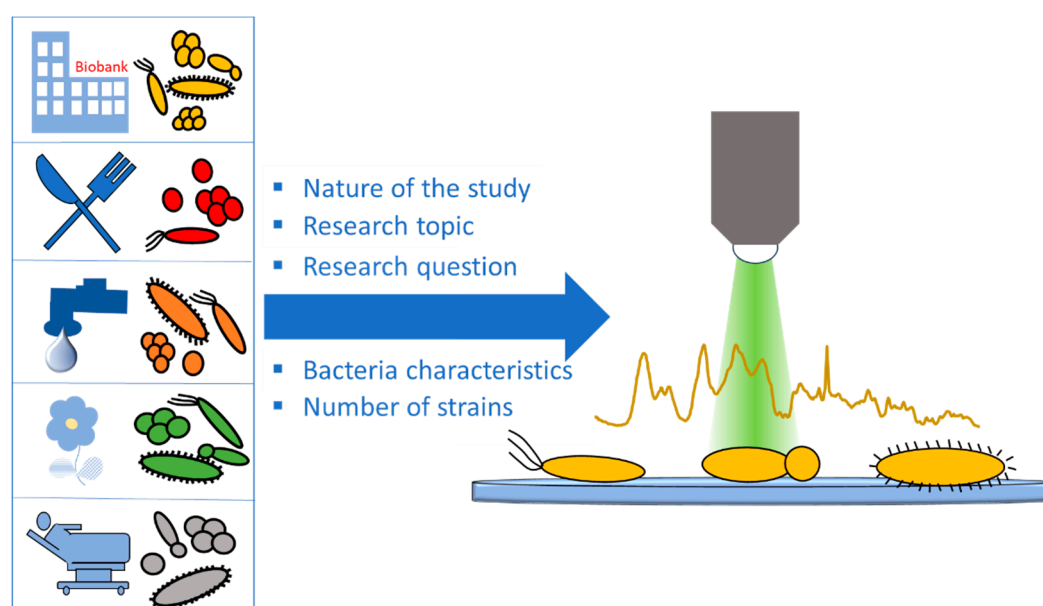 Biobank
▪ Nature of the study
▪ Research topic
▪ Research question
▪ Bacteria characteristics
▪ Number of strains